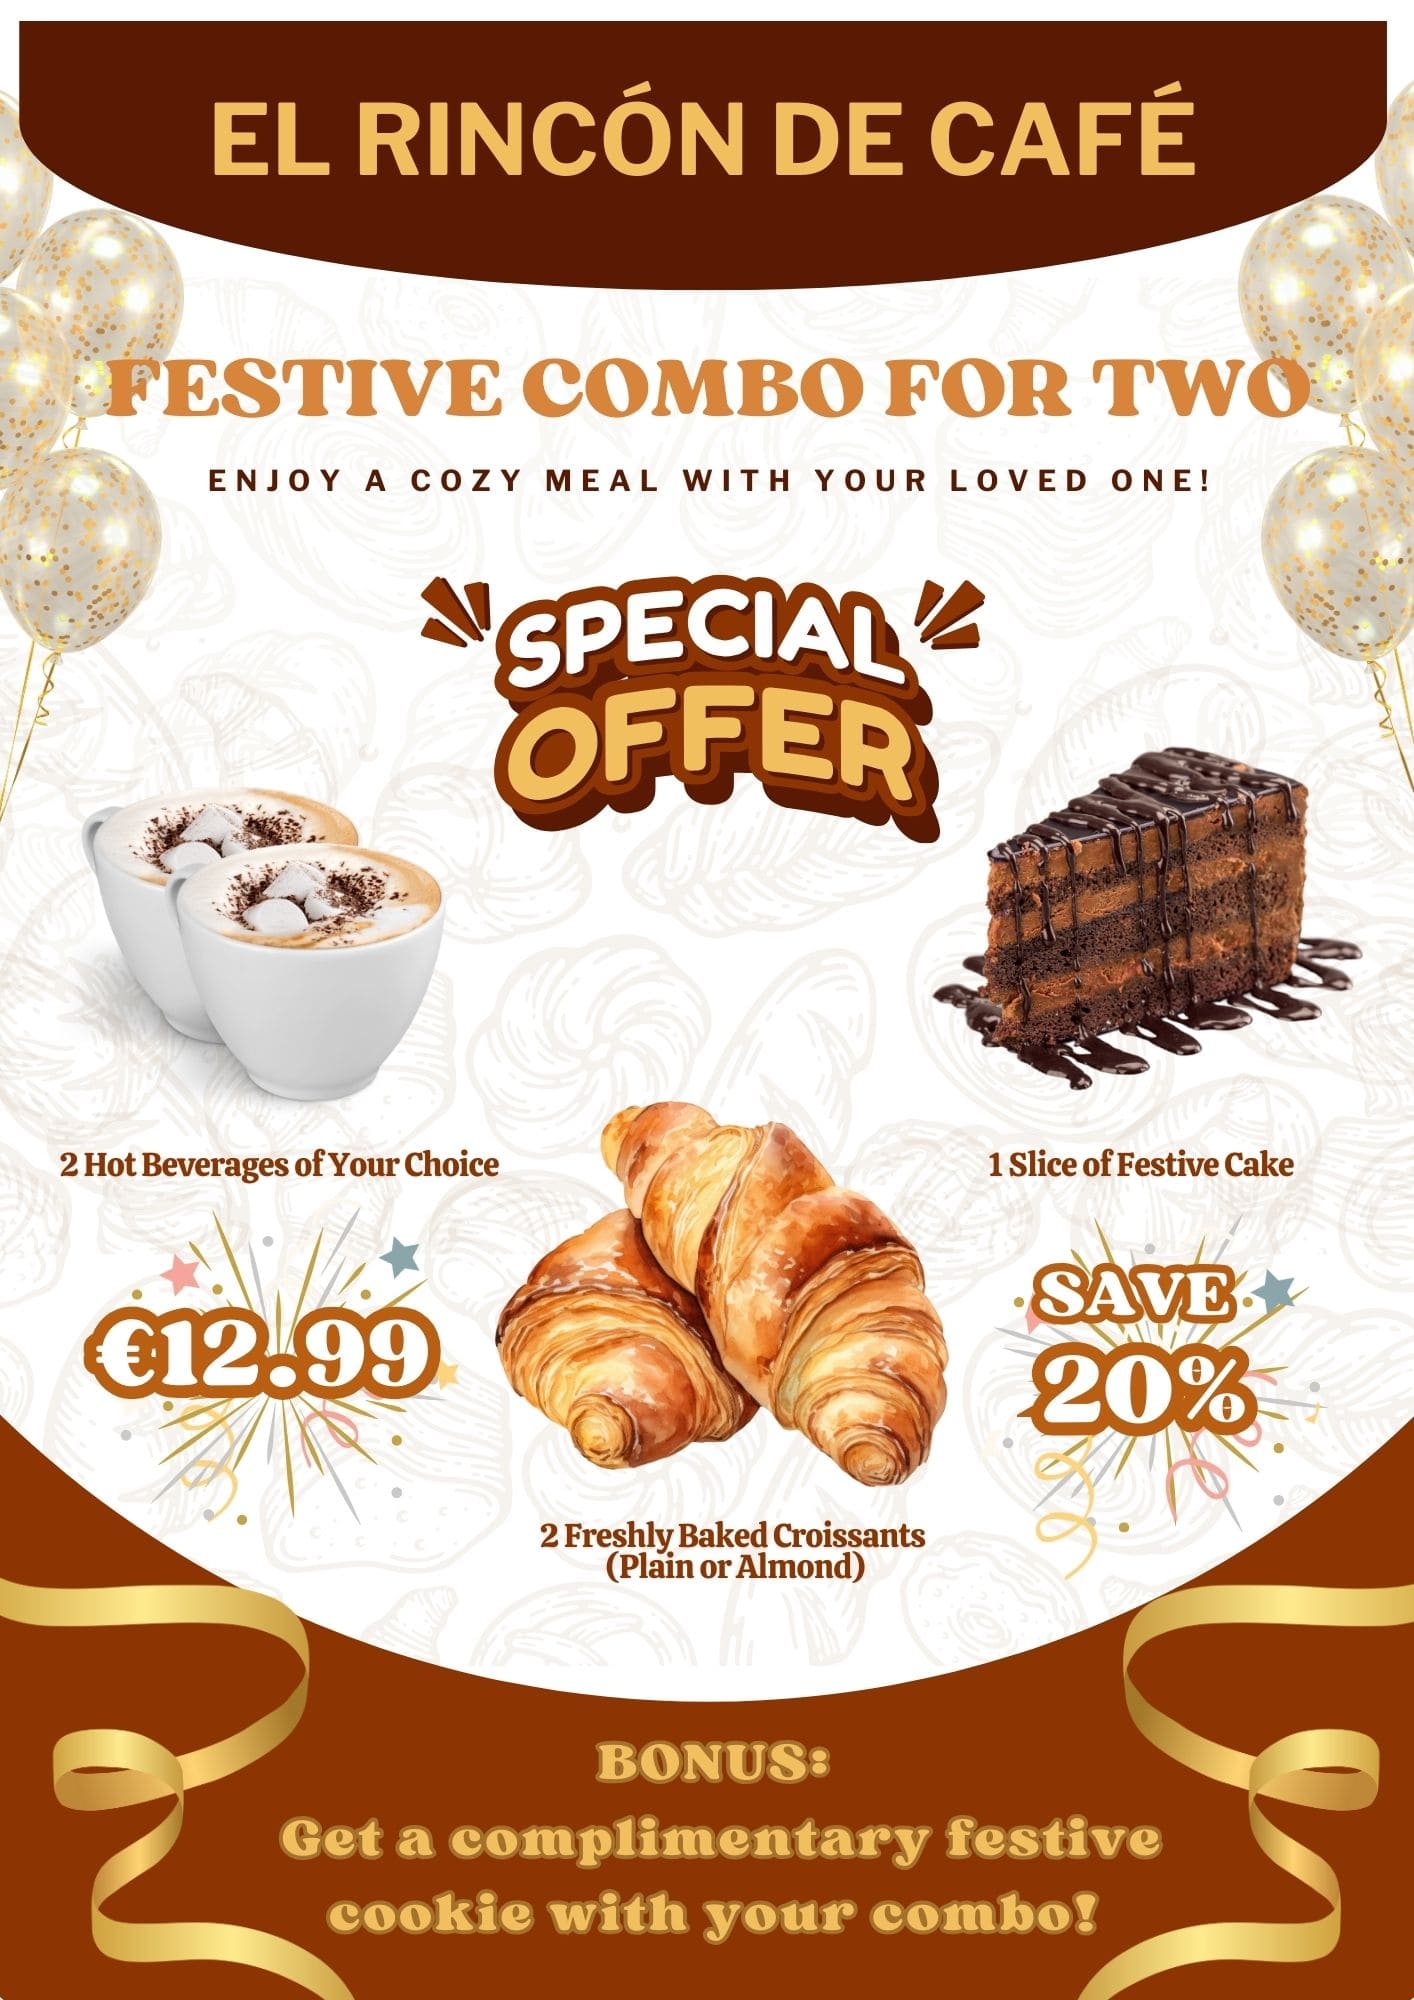 EL RINCÓN DE CAFÉ
FESTIVE COMBO FOR TWO
ENJOY A COZY MEAL WITH YOUR LOVED ONE!
SPECIAL
OFFER
2 Hot Beverages of Your Choice
1 Slice of Festive Cake
€12.99
SAVE
20%
2 Freshly Baked Croissants
(Plain or Almond)
BONUS:
Get a complimentary festive
cookie with your combo!